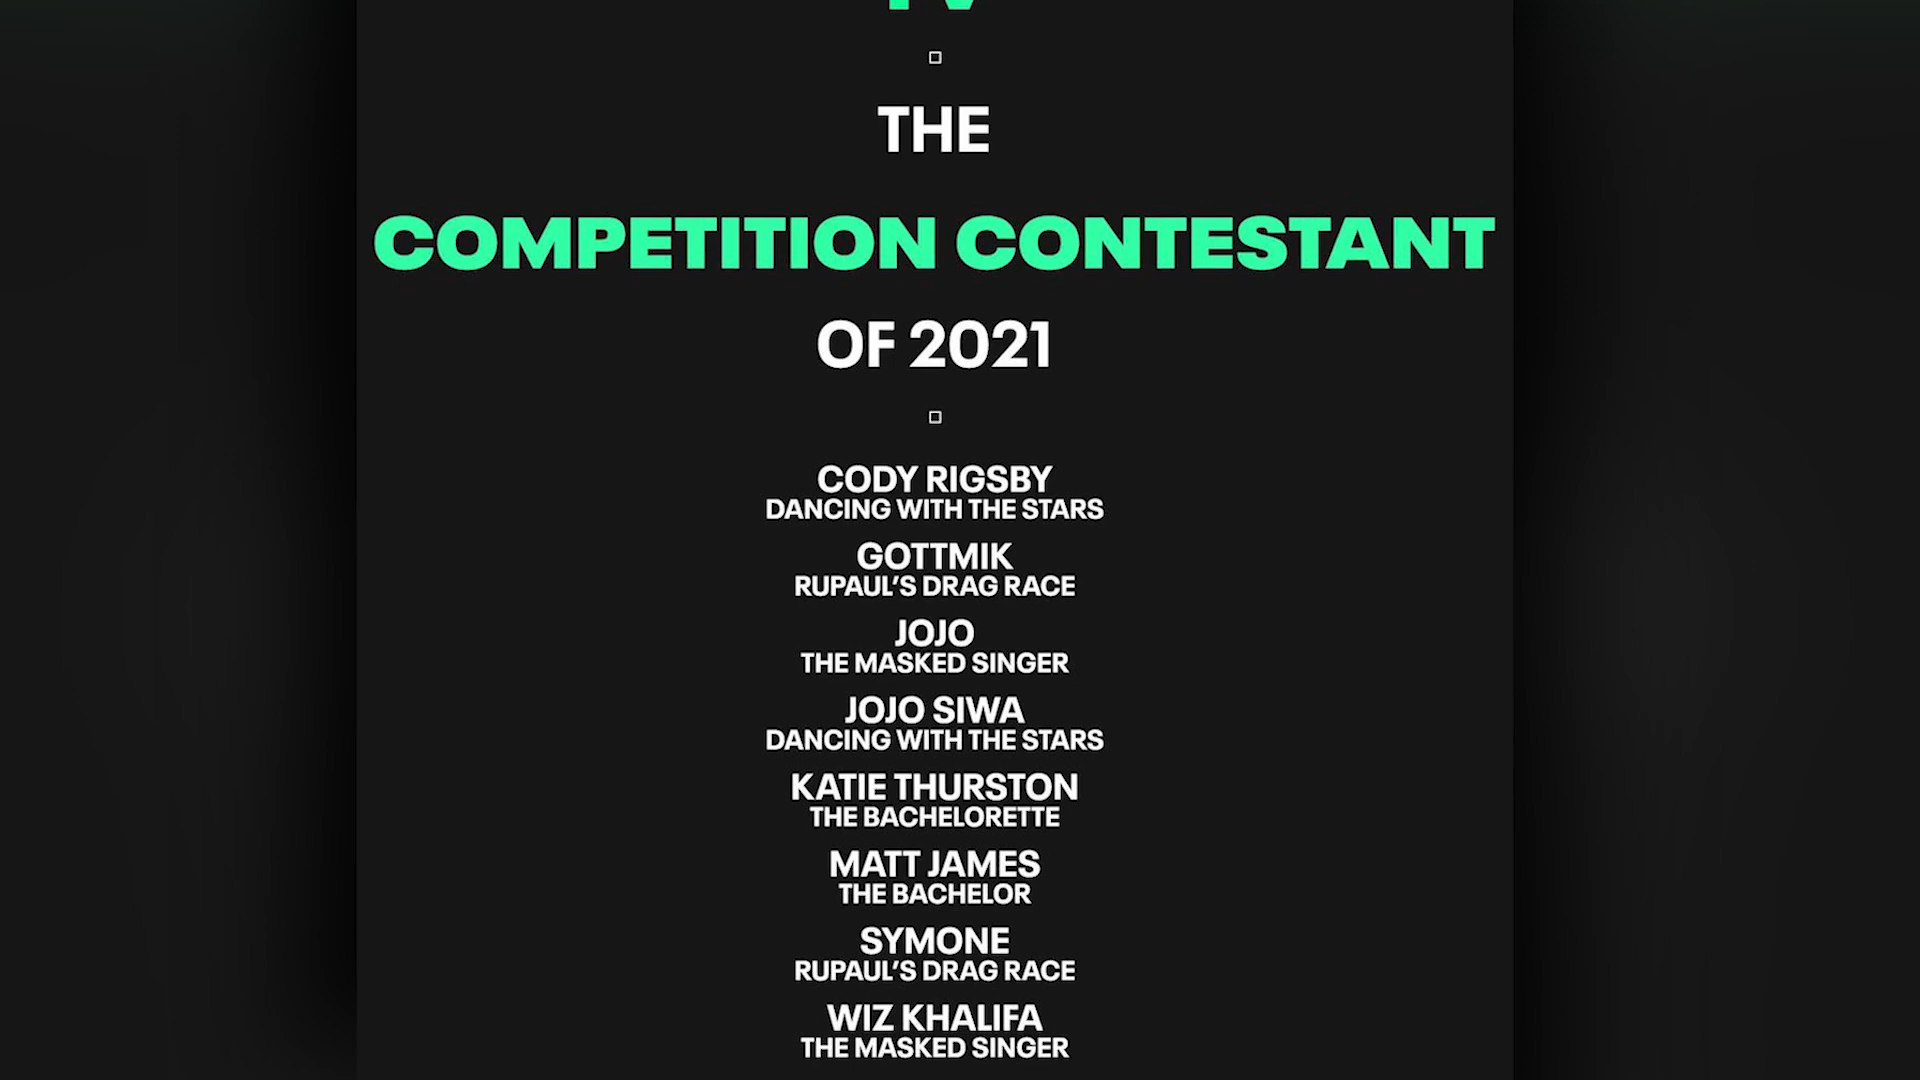 TV
THE
COMPETITION CONTESTANT
OF 2021
CODY RIGSBY
DANCING WITH THE STARS
GOTTMIK
RUPAUL'S DRAG RACE
JOJO
THE MASKED SINGER
JOJO SIWA
DANCING WITH THE STARS
KATIE THURSTON
THE BACHELORETTE
MATT JAMES
THE BACHELOR
SYMONE
RUPAUL'S DRAG RACE
WIZ KHALIFA
THE MASKED SINGER